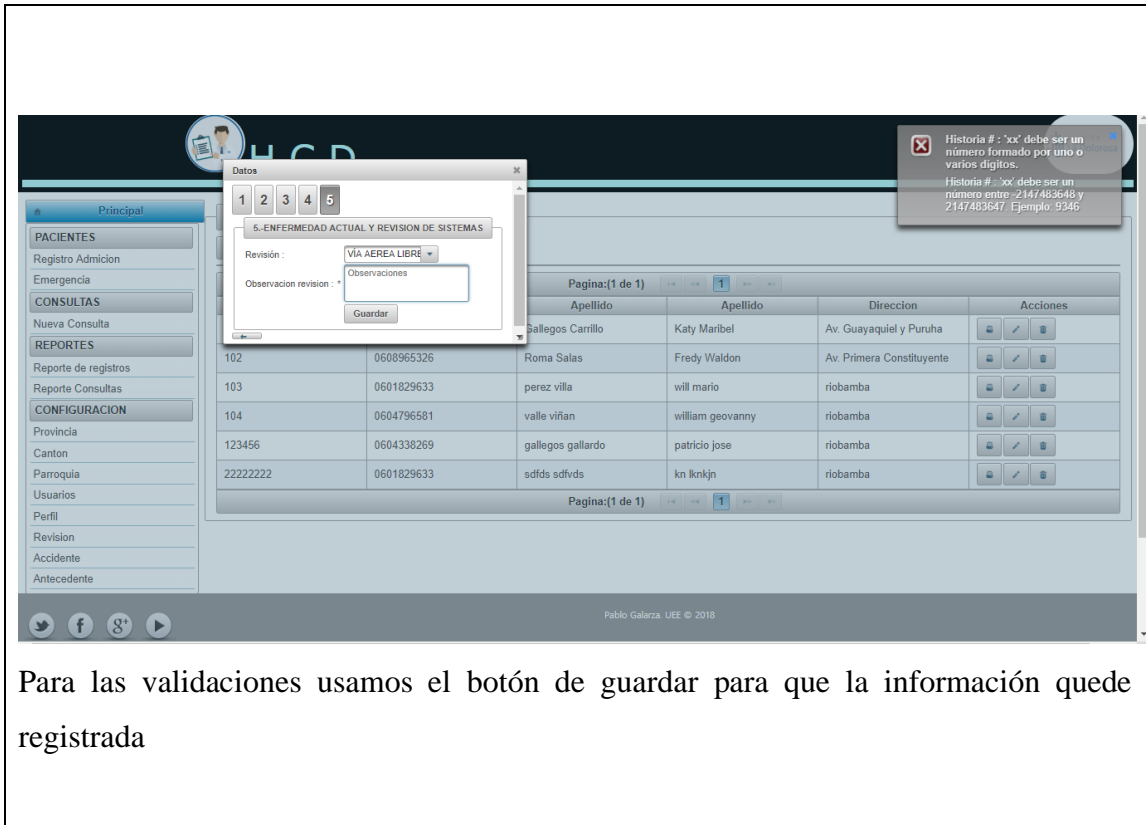 H C D
Historia # : 'xx' debe ser un
número formado por uno o
varios digitos.
Historia # : 'xx' debe ser un
número entre -2147483648 y
2147483647 Ejemplo: 9346
Datos
1 2 3 4 5
5.-ENFERMEDAD ACTUAL Y REVISION DE SISTEMAS
Revisión : VÍA AEREA LIBRE
Observacion revision : * Observaciones
Guardar
Principal
PACIENTES
Registro Admicion
Emergencia
CONSULTAS
Nueva Consulta
REPORTES
Reporte de registros
Reporte Consultas
CONFIGURACION
Provincia
Canton
Parroquia
Usuarios
Perfil
Revision
Accidente
Antecedente
Pagina:(1 de 1) 1
Apellido Apellido Direccion Acciones
Gallegos Carrillo Katy Maribel Av. Guayaquiel y Puruha
102 0608965326 Roma Salas Fredy Waldon Av. Primera Constituyente
103 0601829633 perez villa will mario riobamba
104 0604796581 valle viñan william geovanny riobamba
123456 0604338269 gallegos gallardo patricio jose riobamba
22222222 0601829633 sdfds sdfvds kn lknkjn riobamba
Pagina:(1 de 1) 1
Pablo Galarza. UEE © 2018
Para las validaciones usamos el botón de guardar para que la información quede
registrada